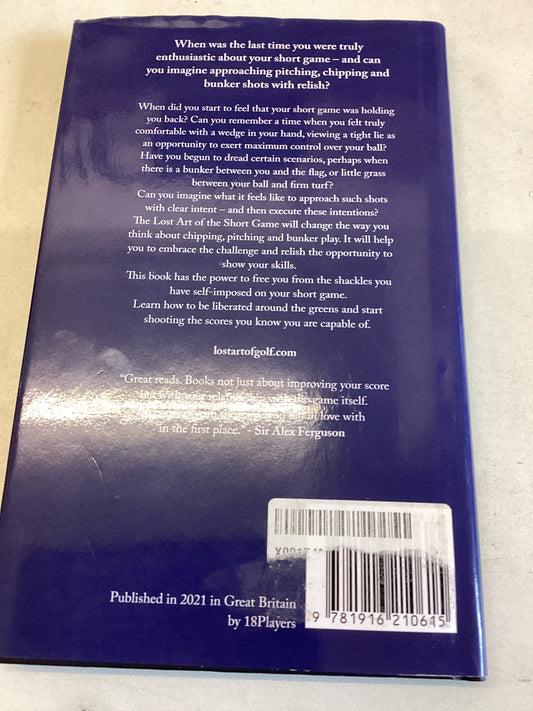 When was the last time you were truly
enthusiastic about your short game – and can
you imagine approaching pitching, chipping and
bunker shots with relish?
When did you start to feel that your short game was holding
you back? Can you remember a time when you felt truly
comfortable with a wedge in your hand, viewing a tight lie as
an opportunity to exert maximum control over your ball?
Have you begun to dread certain scenarios, perhaps when
there is a bunker between you and the flag, or little grass
between your ball and firm turf?
Can you imagine what it feels like to approach such shots
with clear intent – and then execute these intentions?
The Lost Art of the Short Game will change the way you
think about chipping, pitching and bunker play. It will help
you to embrace the challenge and relish the opportunity to
show your skills.
This book has the power to free you from the shackles you
have self-imposed on your short game.
Learn how to be liberated around the greens and start
shooting the scores you know you are capable of.
lostartofgolf.com
“Great reads. Books not just about improving your score
but with your relationship with the game itself.
in love with
in the first place.” - Sir Alex Ferguson
Published in 2021 in Great Britain
by 18Players
9 781916 210615